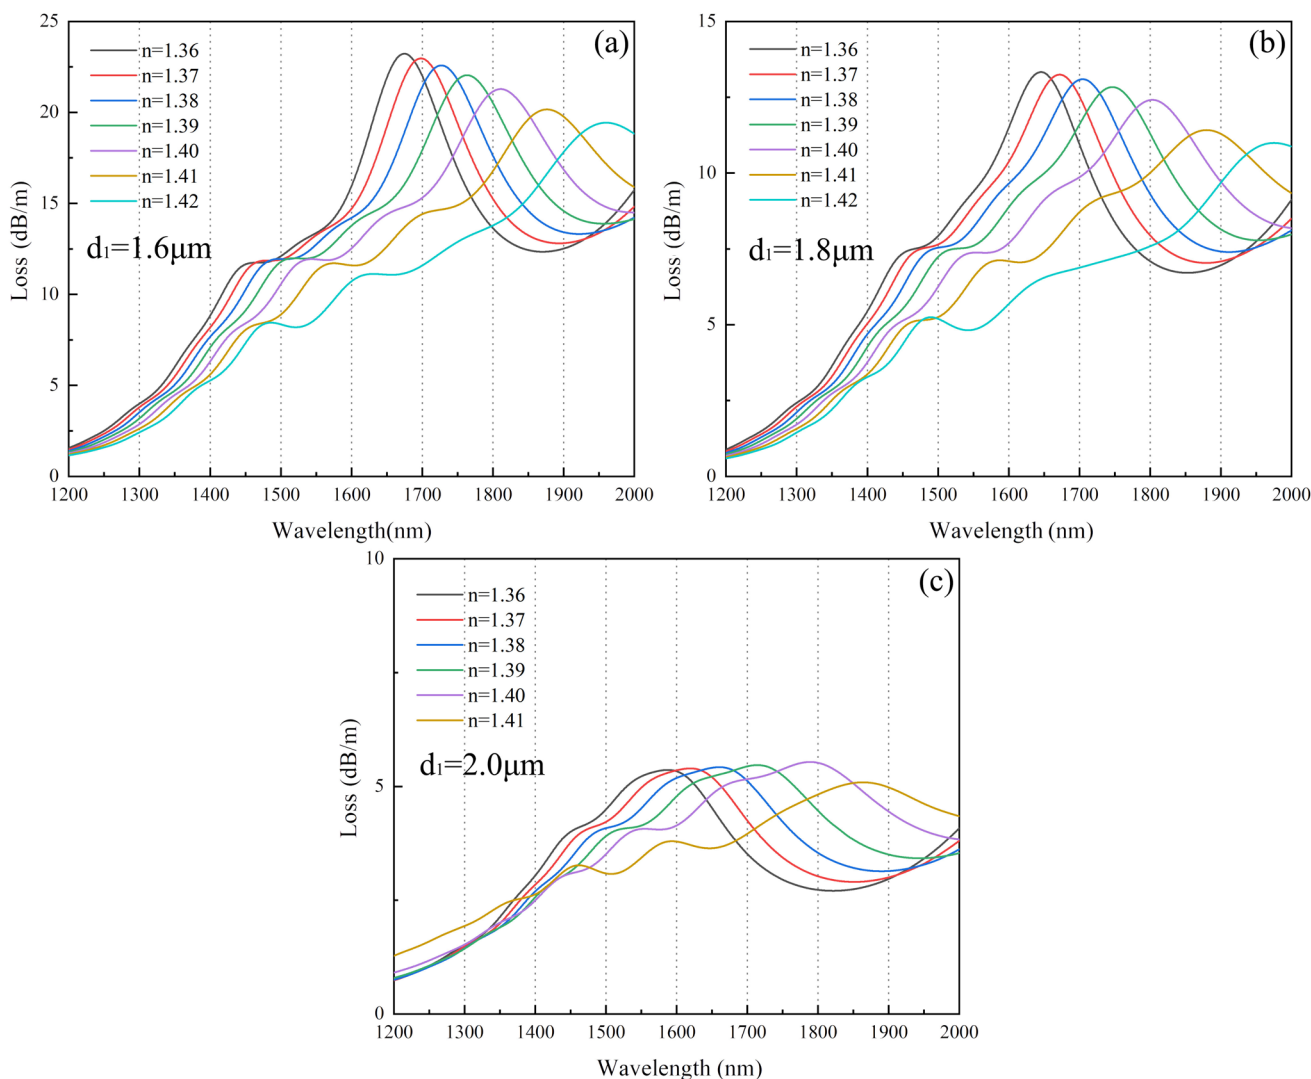 (a)
25
20
15
10
5
0
Loss (dB/m)
n=1.36
n=1.37
n=1.38
n=1.39
n=1.40
n=1.41
n=1.42
d₁=1.6μm
1200 1300 1400 1500 1600 1700 1800 1900 2000
Wavelength(nm)
(b)
15
10
5
0
Loss (dB/m)
n=1.36
n=1.37
n=1.38
n=1.39
n=1.40
n=1.41
n=1.42
d₁=1.8μm
1200 1300 1400 1500 1600 1700 1800 1900 2000
Wavelength (nm)
(c)
10
5
0
Loss (dB/m)
n=1.36
n=1.37
n=1.38
n=1.39
n=1.40
n=1.41
d₁=2.0μm
1200 1300 1400 1500 1600 1700 1800 1900 2000
Wavelength (nm)